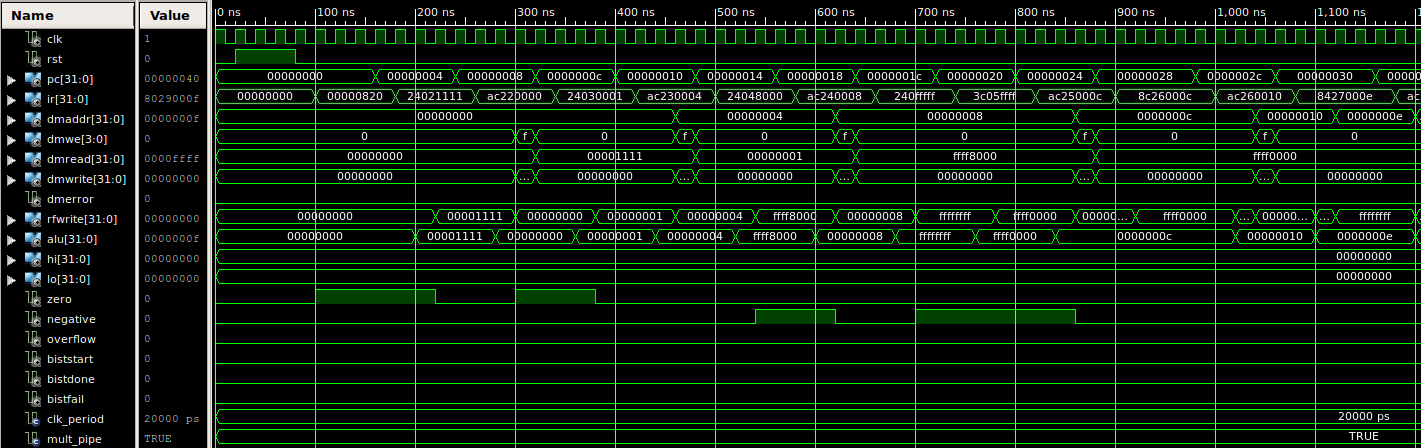 Name Value 0 ns 100 ns 200 ns 300 ns 400 ns 500 ns 600 ns 700 ns 800 ns 900 ns 1,000 ns 1,100 ns
clk 1
rst 0
pc[31:0] 00000040 00000000 00000004 00000008 0000000c 00000010 00000014 00000018 0000001c 00000020 00000024 00000028 0000002c 00000030 00000
ir[31:0] 8029000f 00000000 00000820 24021111 ac220000 24030001 ac230004 24048000 ac240008 240fffff 3c05ffff ac25000c 8c26000c ac260010 8427000e ac
dmaddr[31:0] 0000000f 00000000 00000004 00000008 0000000c 00000010 0000000e
dmwe[3:0] 0 0 f 0 f 0 f 0 f 0 f 0
dmread[31:0] 0000ffff 00000000 00001111 00000001 ffff8000 ffff0000
dmwrite[31:0] 00000000 00000000 ... 00000000 ... 00000000 ... 00000000 ... 00000000 ... 00000000
dmerror 0
rfwrite[31:0] 00000000 00000000 00001111 00000000 00000001 00000004 ffff8000 00000008 ffffffff ffff0000 00000... ffff0000 ... 00000... ... ffffffff
alu[31:0] 0000000f 00000000 00001111 00000000 00000001 00000004 ffff8000 00000008 ffffffff ffff0000 0000000c 00000010 0000000e
hi[31:0] 00000000 00000000
lo[31:0] 00000000 00000000
zero 0
negative 0
overflow 0
biststart 0
bistdone 0
bistfail 0
clk_period 20000 ps 20000 ps
mult_pipe TRUE TRUE